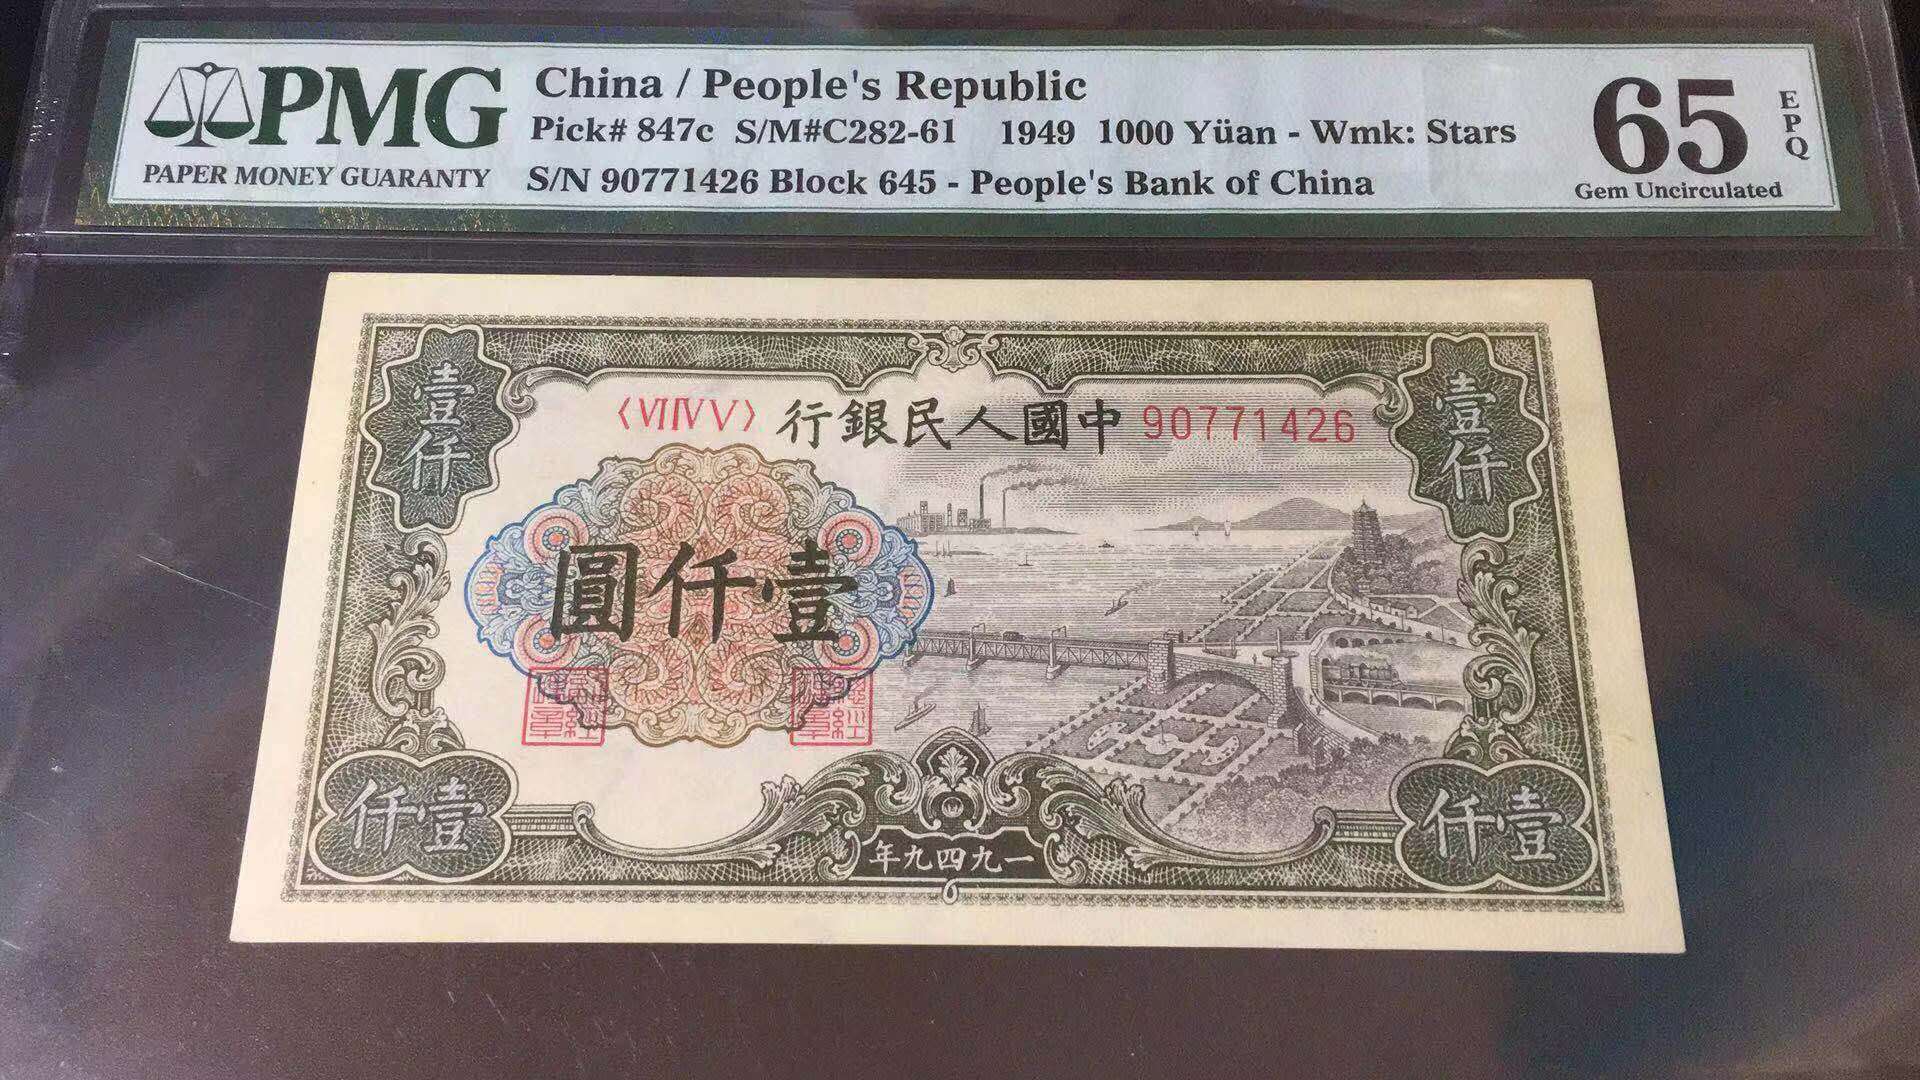 PMG
PAPER MONEY GUARANTY
China / People's Republic
Pick# 847c S/M#C282-61 1949 1000 Yüan - Wmk: Stars
S/N 90771426 Block 645 - People's Bank of China
65
EPQ
Gem Uncirculated
壹仟
壹仟
〈VIIVV〉 行銀民人國中 90771426
圓仟壹
仟壹
仟壹
年九四九一